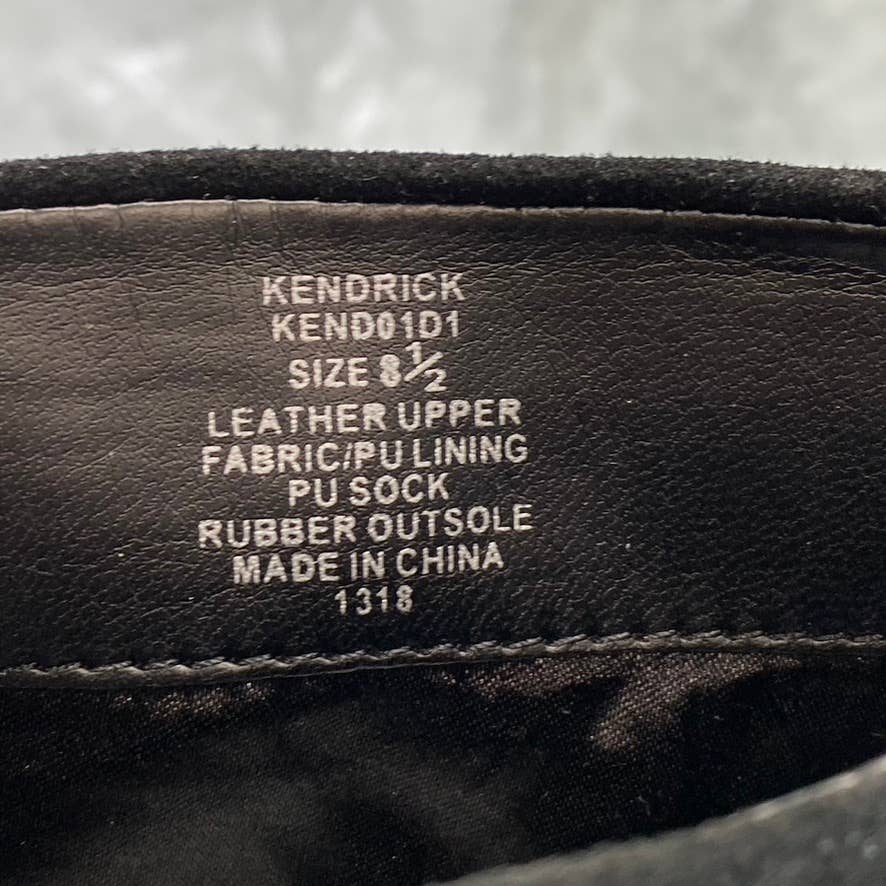 KENDRICK
KEND01D1
SIZE 8½
LEATHER UPPER
FABRIC/PU LINING
PU SOCK
RUBBER OUTSOLE
MADE IN CHINA
1318